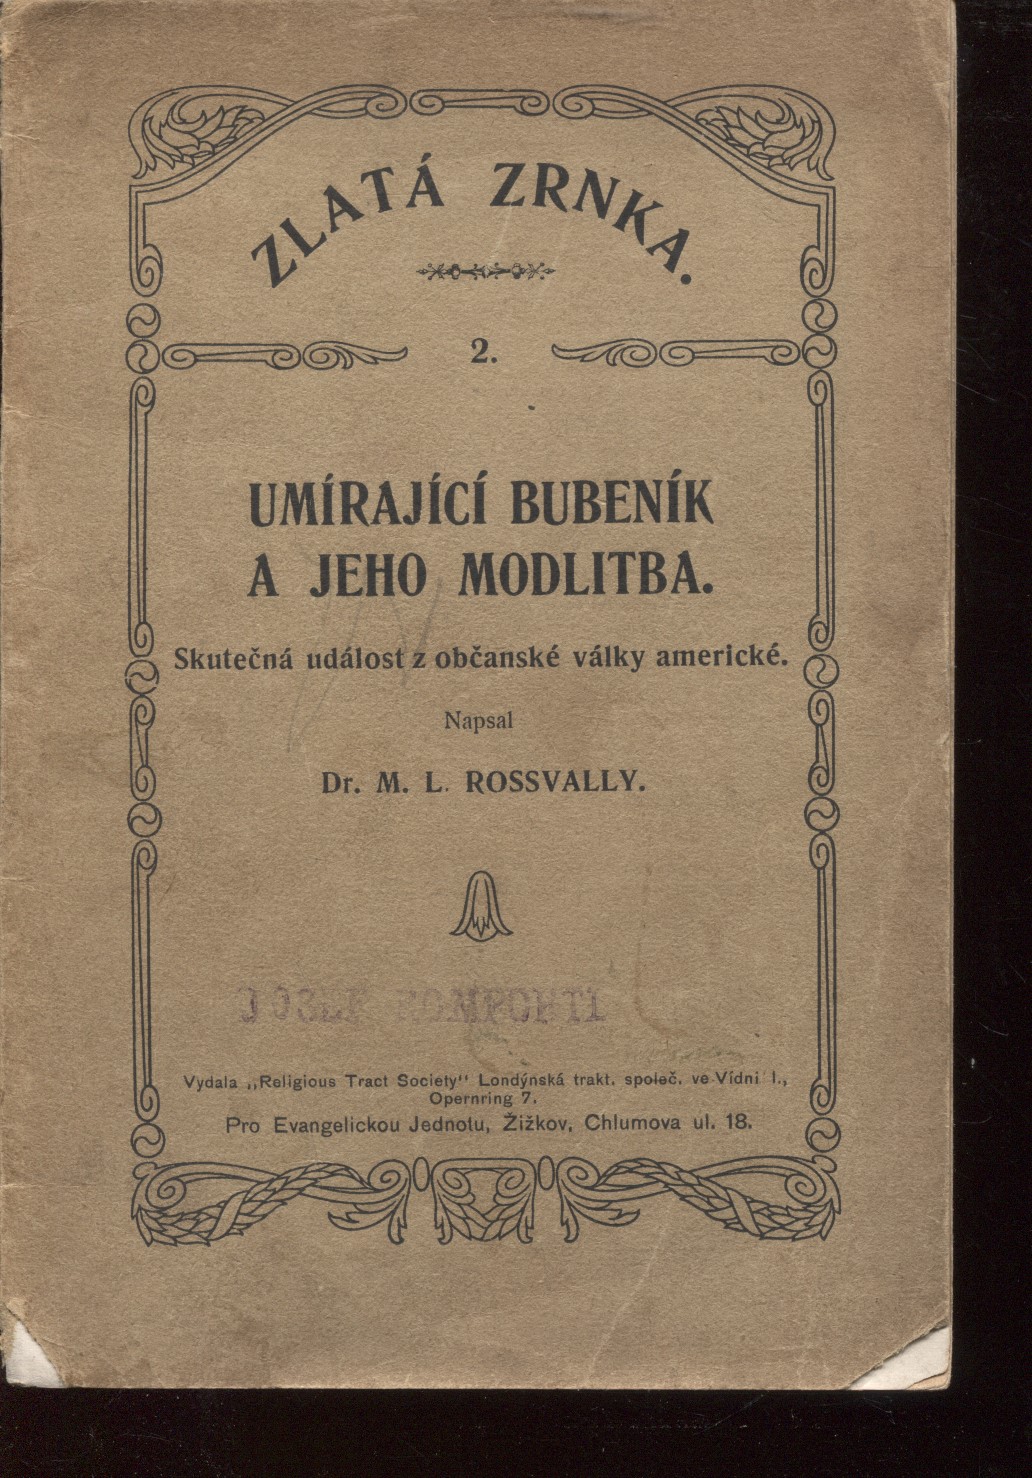 ZLATÁ ZRNKA.
2.
UMÍRAJÍCÍ BUBENÍK
A JEHO MODLITBA.
Skutečná událost z občanské války americké.
Napsal
Dr. M. L. ROSSVALLY.
JOSEF
Vydala ,,Religious Tract Society" Londýnská trakt. společ. ve Vídni I.,
Opernring 7.
Pro Evangelickou Jednotu, Žižkov, Chlumova ul. 18.